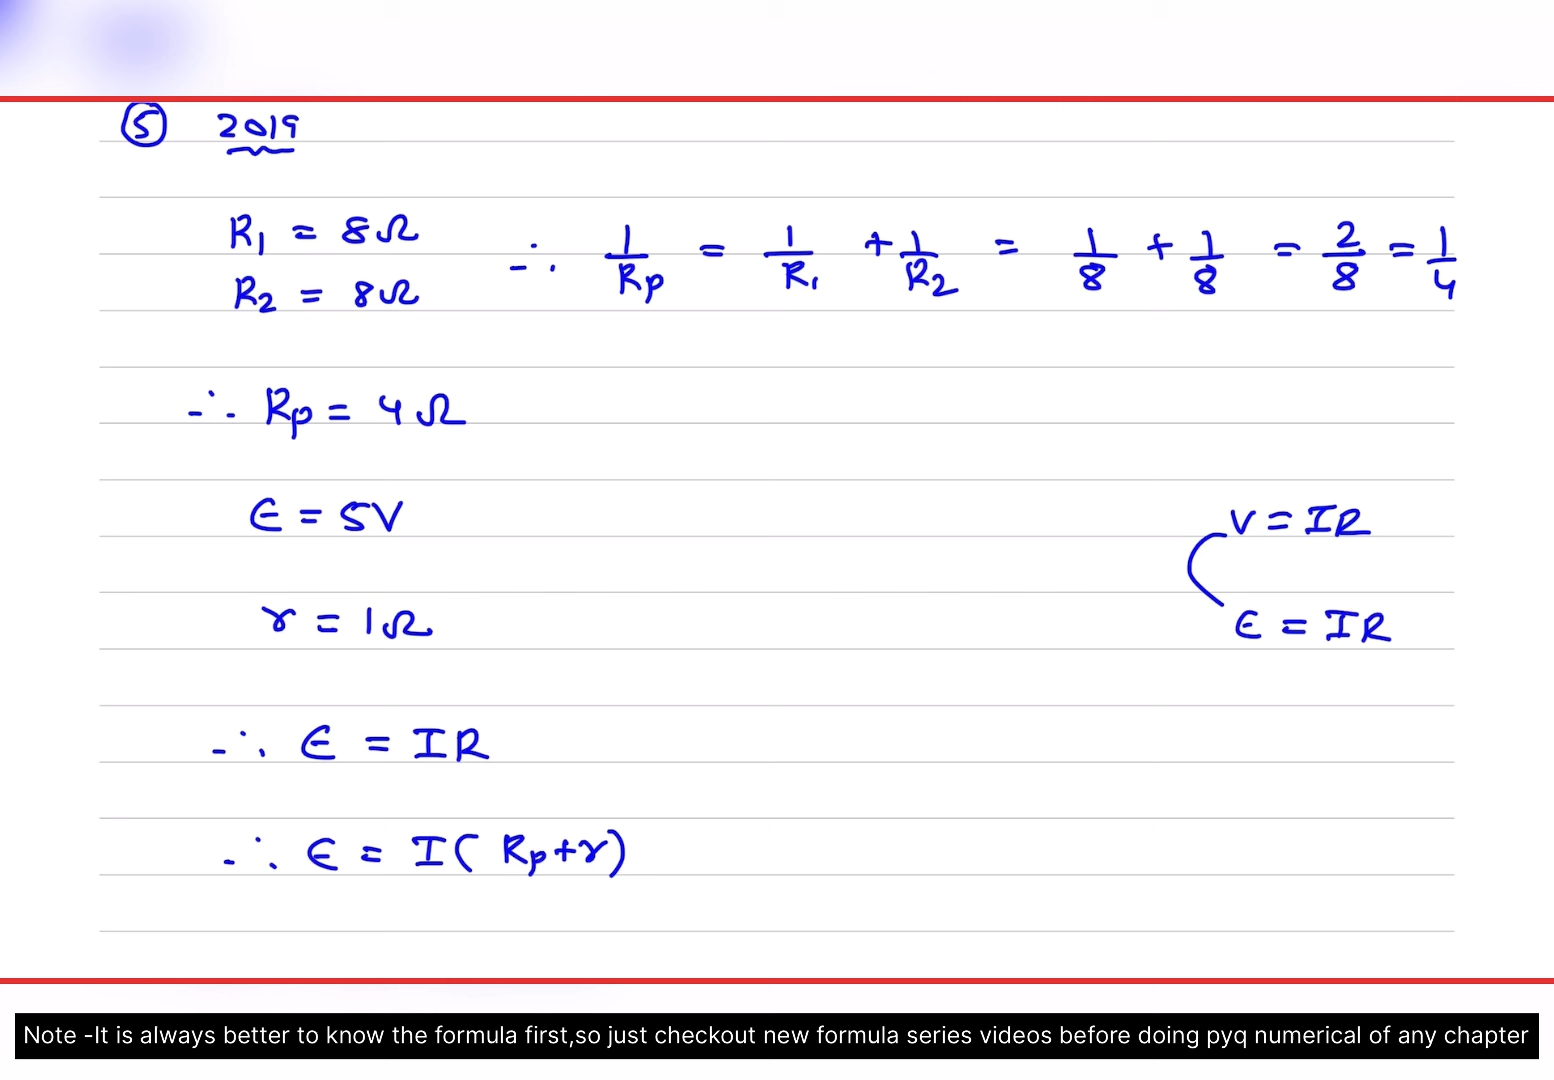 ⑤ 2019
R₁ = 8Ω ∴ 1/Rp = 1/R₁ + 1/R₂ = 1/8 + 1/8 = 2/8 = 1/4
R₂ = 8Ω
∴ Rp = 4Ω
ε = 5V
V = IR
r = 1Ω
ε = IR
∴ ε = IR
∴ ε = I( Rp+r)
Note -It is always better to know the formula first,so just checkout new formula series videos before doing pyq numerical of any chapter